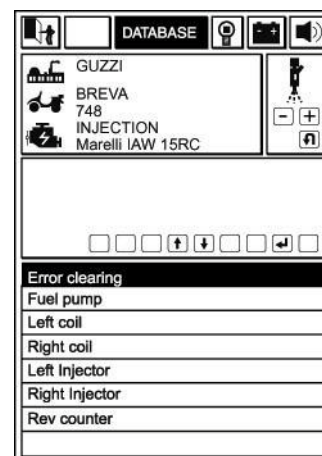 DATABASE
GUZZI
BREVA
748
INJECTION
Marelli IAW 15RC
Error clearing
Fuel pump
Left coil
Right coil
Left Injector
Right Injector
Rev counter